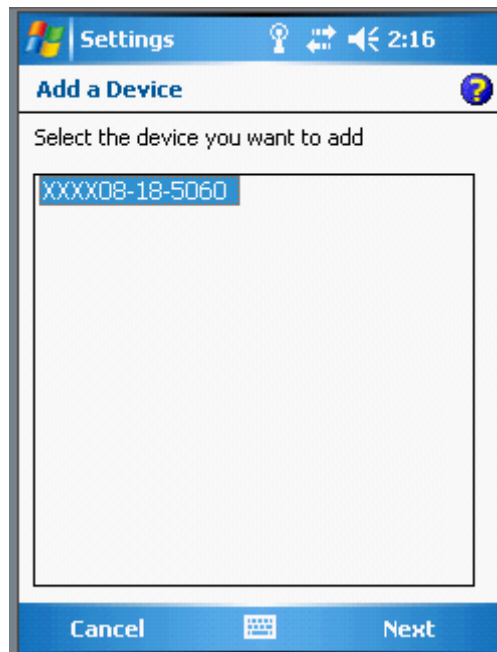 Settings 2:16
Add a Device ?
Select the device you want to add
XXXX08-18-5060
Cancel Next